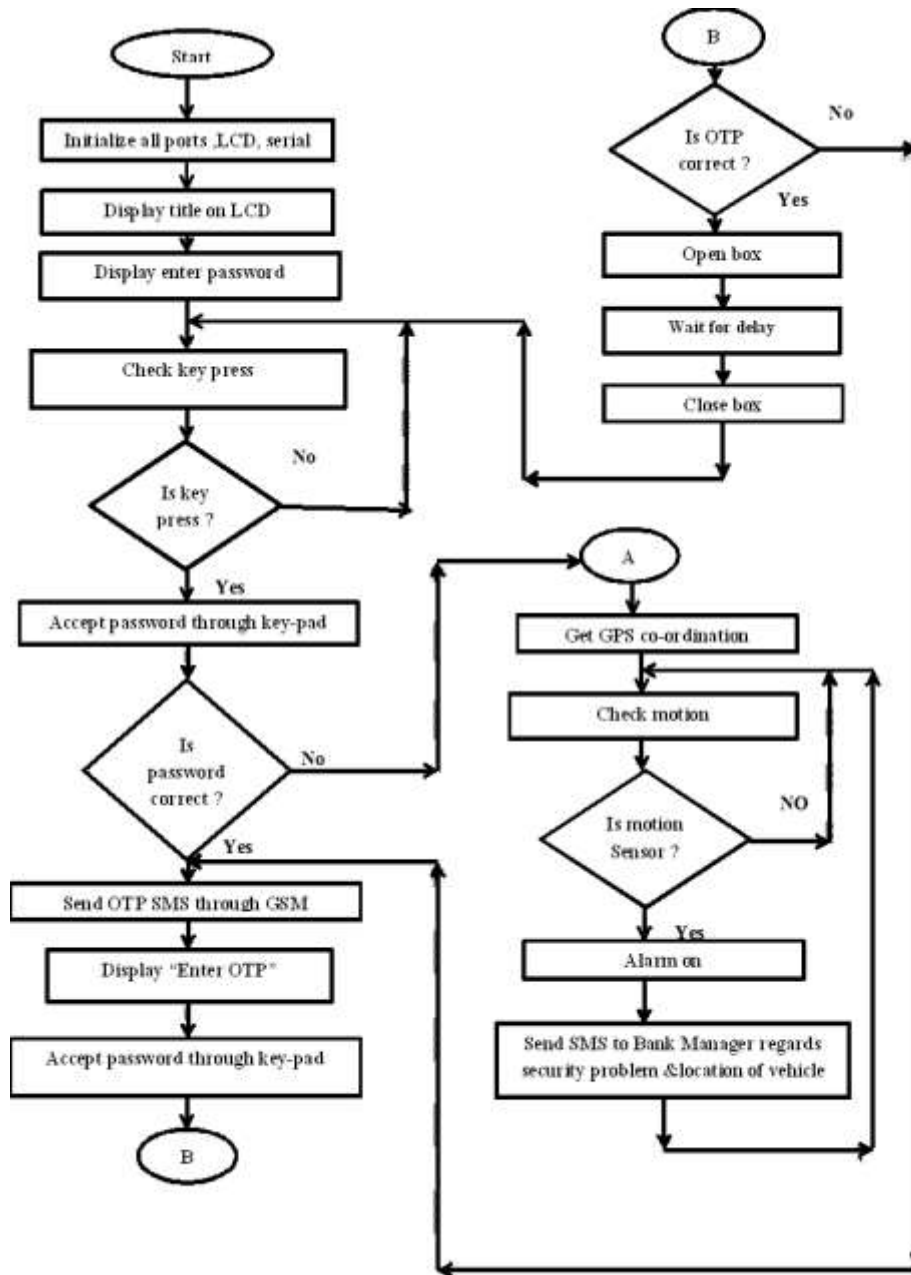 Start
Initialize all ports ,LCD, serial
Display title on LCD
Display enter password
Check key press
No
Is key
press ?
Yes
Accept password through key-pad
Is
password
correct ?
No
Yes
Send OTP SMS through GSM
Display “Enter OTP”
Accept password through key-pad
B
B
Is OTP
correct ?
No
Yes
Open box
Wait for delay
Close box
A
Get GPS co-ordination
Check motion
Is motion
Sensor ?
NO
Yes
Alarm on
Send SMS to Bank Manager regards
security problem &location of vehicle